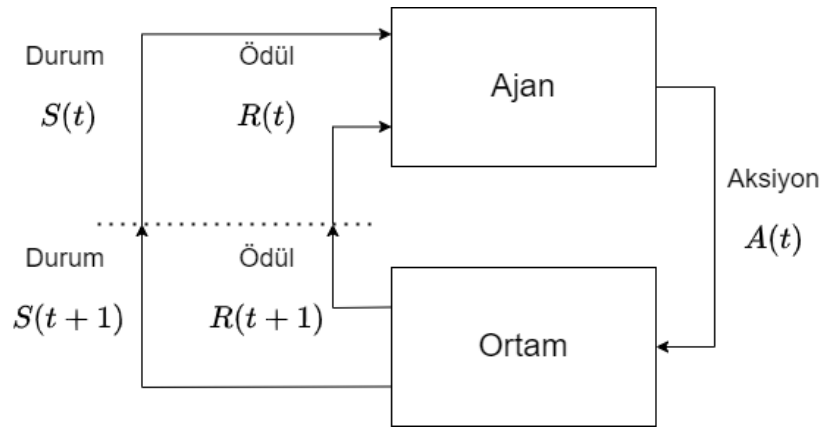 Durum
S(t)
Ödül
R(t)
Ajan
Aksiyon
A(t)
Durum
S(t + 1)
Ödül
R(t + 1)
Ortam